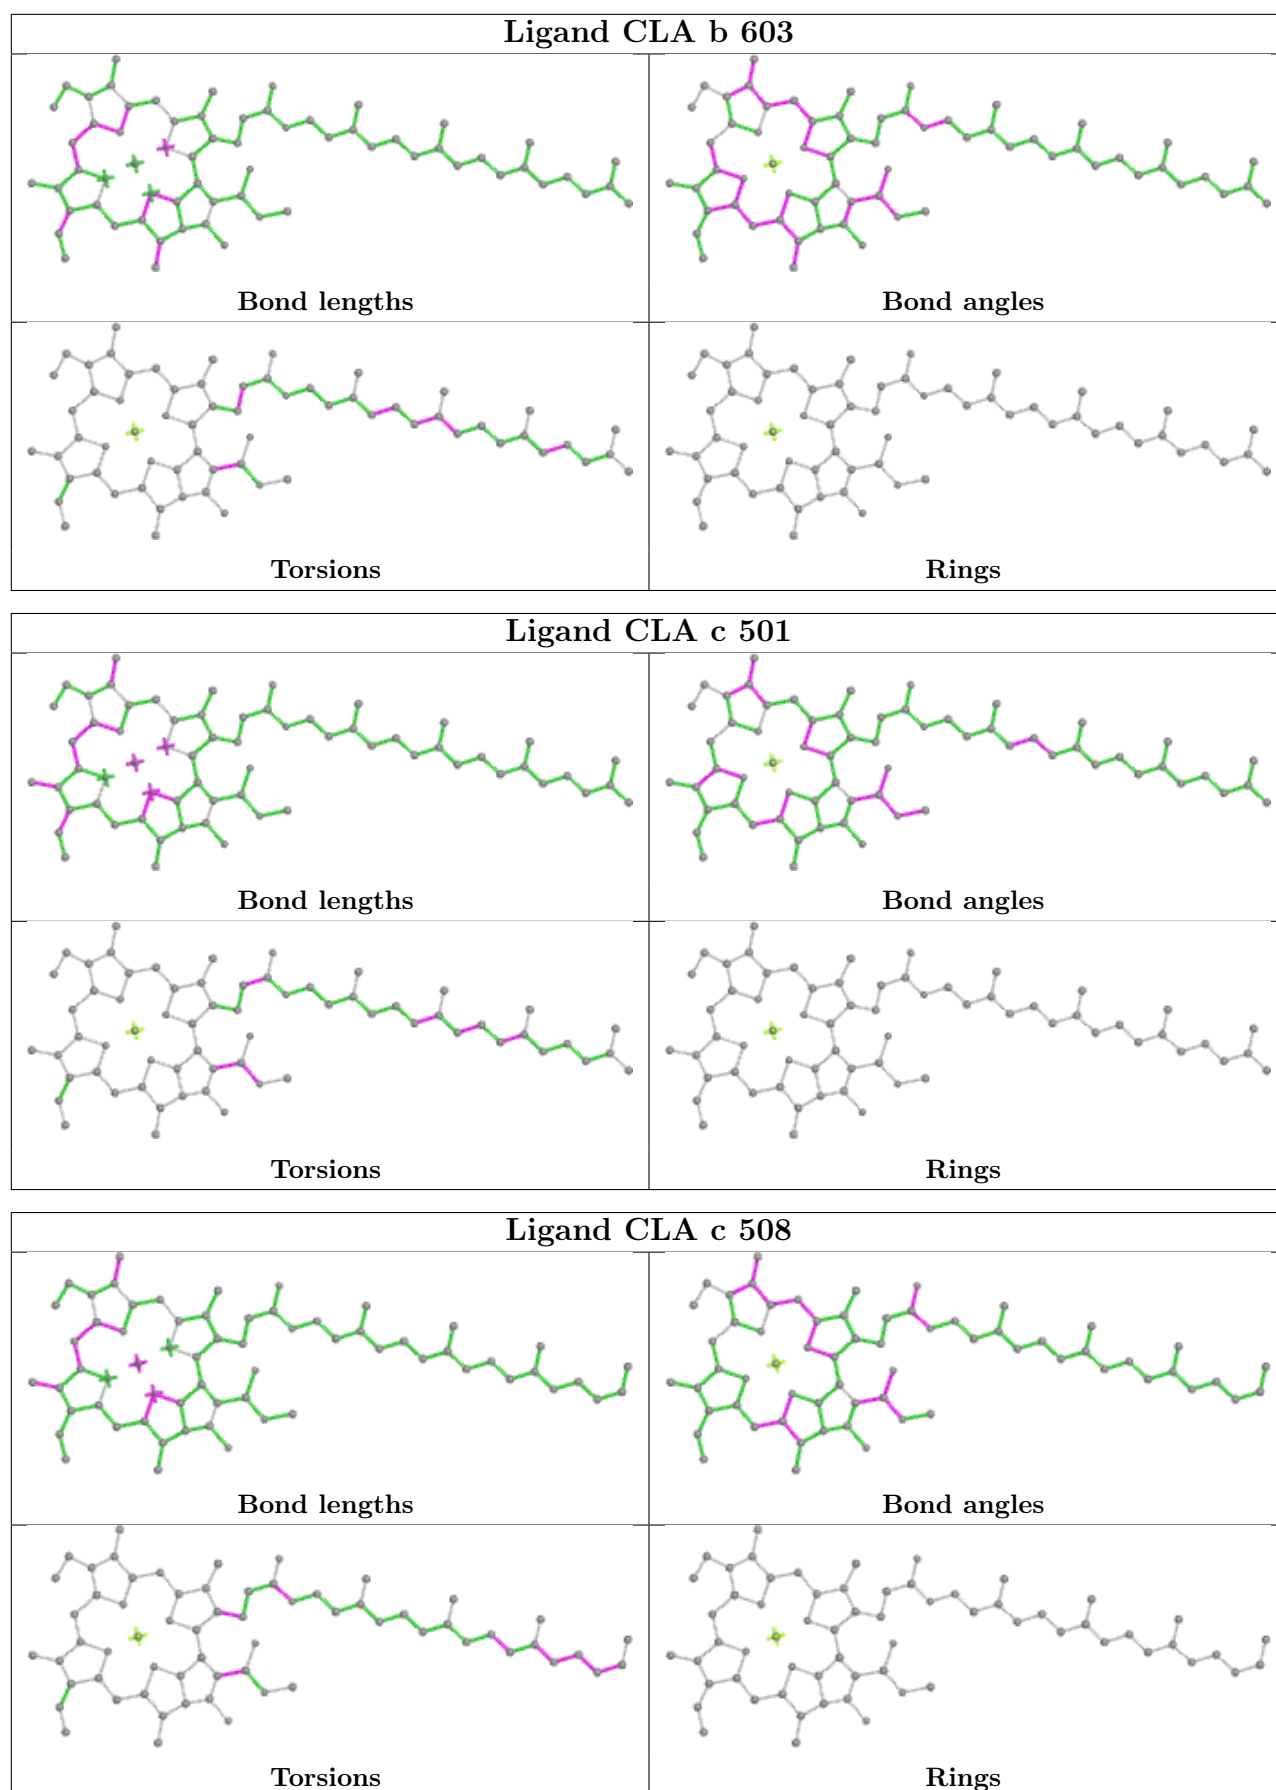 Ligand CLA b 603
Bond lengths
Bond angles
Torsions
Rings
Ligand CLA c 501
Bond lengths
Bond angles
Torsions
Rings
Ligand CLA c 508
Bond lengths
Bond angles
Torsions
Rings